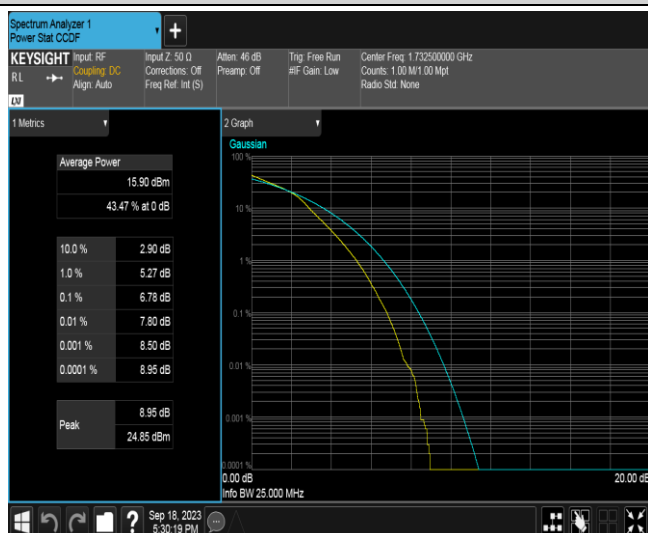 Spectrum Analyzer 1
Power Stat CCDF
KEYSIGHT
RL
LXI
Input: RF
Coupling: DC
Align: Auto
Input Z: 50 Ω
Corrections: Off
Freq Ref: Int (S)
Atten: 46 dB
Preamp: Off
Trig: Free Run
#IF Gain: Low
Center Freq: 1.732500000 GHz
Counts: 1.00 M/1.00 Mpt
Radio Std: None
1 Metrics
Average Power
15.90 dBm
43.47 % at 0 dB
10.0 % 2.90 dB
1.0 % 5.27 dB
0.1 % 6.78 dB
0.01 % 7.80 dB
0.001 % 8.50 dB
0.0001 % 8.95 dB
Peak
8.95 dB
24.85 dBm
2 Graph
Gaussian
100 %
10 %
1 %
0.1 %
0.01 %
0.001 %
0.0001 %
0.00 dB
20.00 dB
Info BW 25.000 MHz
?
Sep 18, 2023
5:30:19 PM